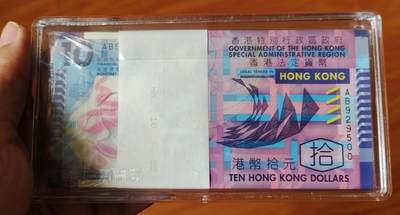 10
AB9
香港特別行政區政府
GOVERNMENT OF THE HONG KONG
SPECIAL ADMINISTRATIVE REGION
香港法定貨幣
LEGAL TENDER IN
HONG KONG
AB929500
港幣拾元
拾
TEN HONG KONG DOLLARS